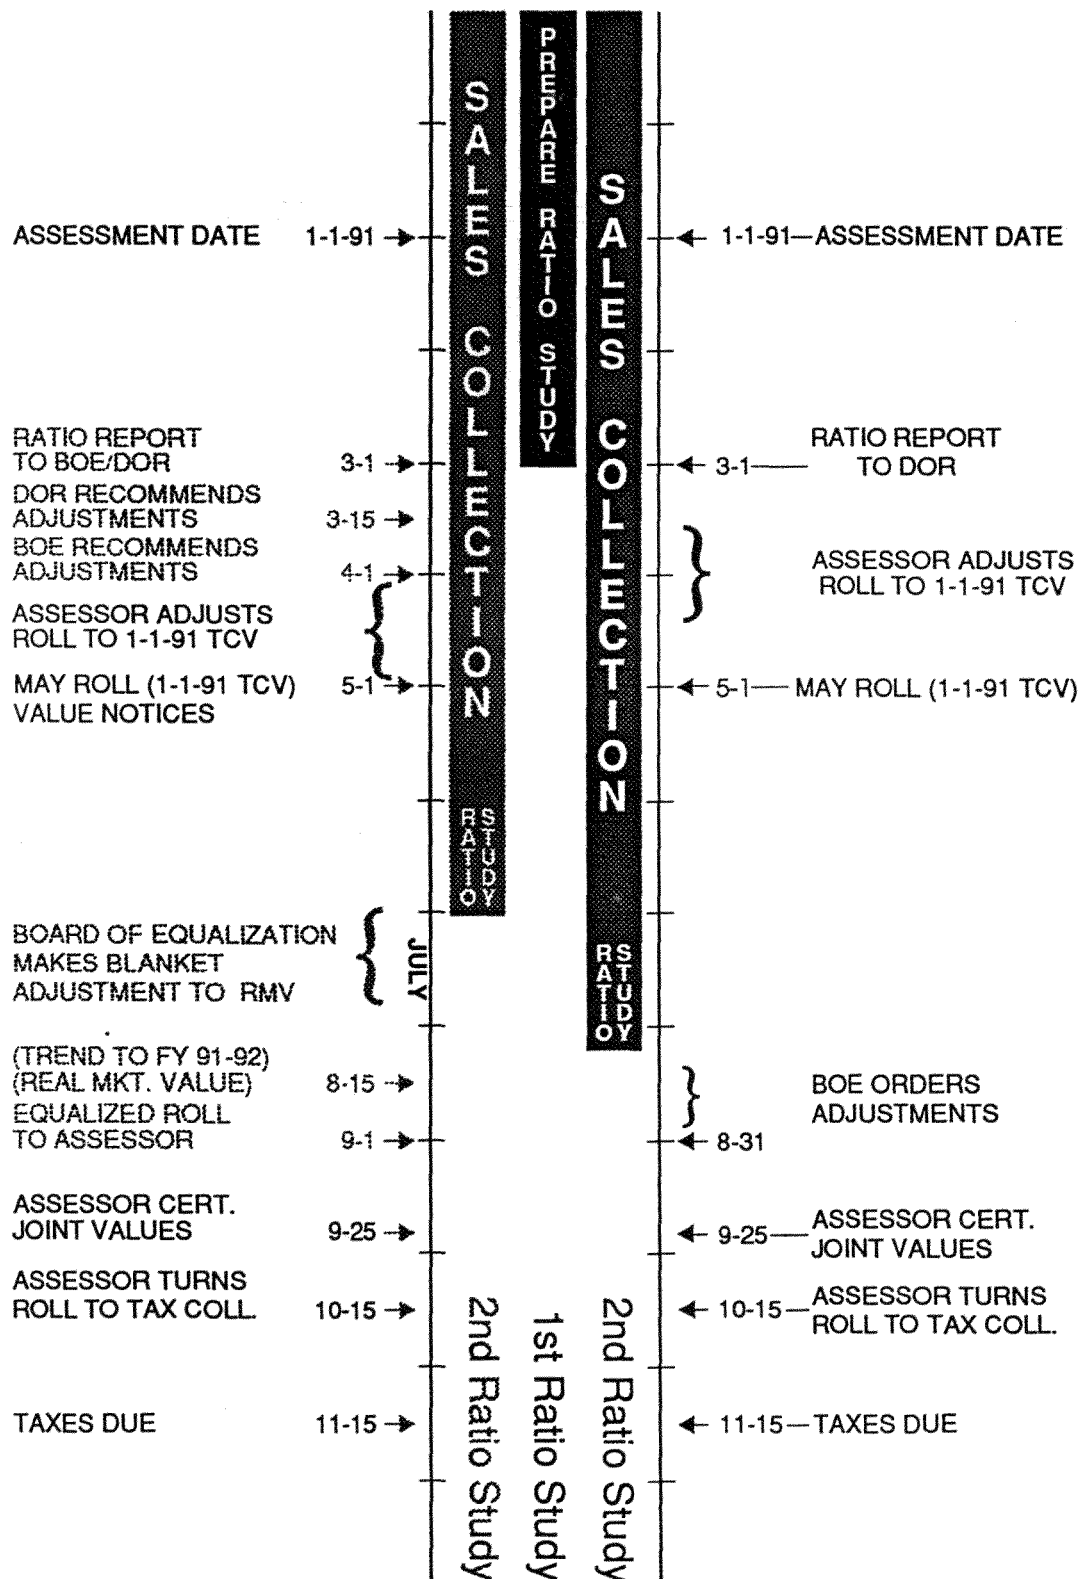 ASSESSMENT DATE 1-1-91
RATIO REPORT
TO BOE/DOR 3-1
DOR RECOMMENDS
ADJUSTMENTS 3-15
BOE RECOMMENDS
ADJUSTMENTS 4-1
ASSESSOR ADJUSTS
ROLL TO 1-1-91 TCV
MAY ROLL (1-1-91 TCV) 5-1
VALUE NOTICES
BOARD OF EQUALIZATION
MAKES BLANKET
ADJUSTMENT TO RMV
JULY
(TREND TO FY 91-92)
(REAL MKT. VALUE) 8-15
EQUALIZED ROLL
TO ASSESSOR 9-1
ASSESSOR CERT.
JOINT VALUES 9-25
ASSESSOR TURNS
ROLL TO TAX COLL. 10-15
TAXES DUE 11-15
SALES COLLECTION
RATIO
STUDY
2nd Ratio Study
PREPARE RATIO STUDY
1st Ratio Study
SALES COLLECTION
RATIO
STUDY
2nd Ratio Study
1-1-91 ASSESSMENT DATE
RATIO REPORT
3-1 TO DOR
ASSESSOR ADJUSTS
ROLL TO 1-1-91 TCV
5-1 MAY ROLL (1-1-91 TCV)
BOE ORDERS
ADJUSTMENTS
8-31
ASSESSOR CERT.
9-25 JOINT VALUES
10-15 ASSESSOR TURNS
ROLL TO TAX COLL.
11-15 TAXES DUE